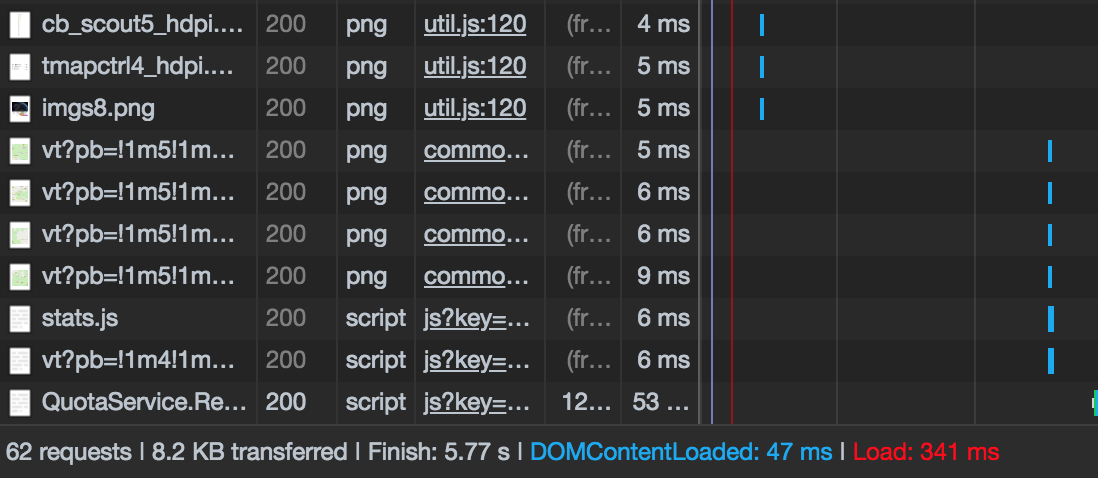 cb_scout5_hdpi.... 200 png util.js:120 (fr... 4 ms
tmapctrl4_hdpi.... 200 png util.js:120 (fr... 5 ms
imgs8.png 200 png util.js:120 (fr... 5 ms
vt?pb=!1m5!1m... 200 png commo... (fr... 5 ms
vt?pb=!1m5!1m... 200 png commo... (fr... 6 ms
vt?pb=!1m5!1m... 200 png commo... (fr... 6 ms
vt?pb=!1m5!1m... 200 png commo... (fr... 9 ms
stats.js 200 script js?key=... (fr... 6 ms
vt?pb=!1m4!1m... 200 script js?key=... (fr... 6 ms
QuotaService.Re... 200 script js?key=... 12... 53 ...
62 requests | 8.2 KB transferred | Finish: 5.77 s | DOMContentLoaded: 47 ms | Load: 341 ms